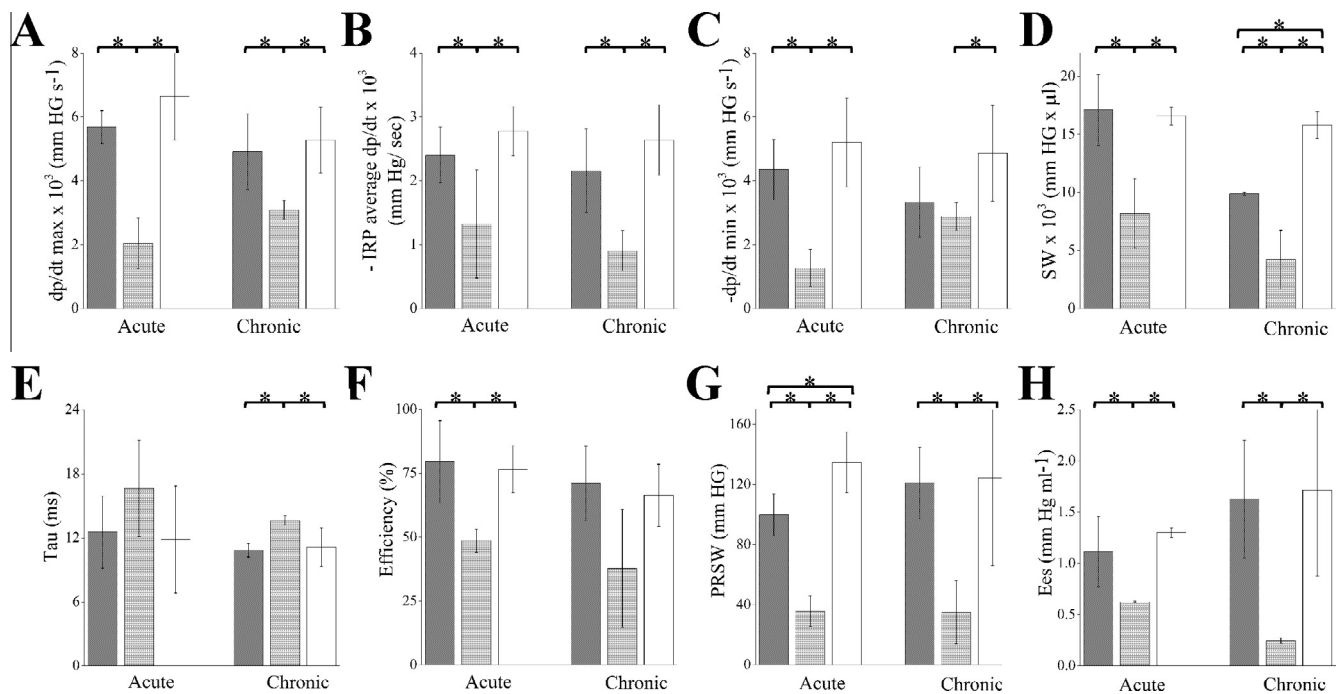 A
* * * *
dp/dt max x 10³ (mm HG s⁻¹)
8
6
4
2
0
Acute Chronic
B
* * * *
- IRP average dp/dt x 10³
(mm Hg/ sec)
4
3
2
1
0
Acute Chronic
C
* * *
-dp/dt min x 10³ (mm HG s⁻¹)
8
6
4
2
0
Acute Chronic
D
*
* * * *
SW x 10³ (mm HG x µl)
20
15
10
5
0
Acute Chronic
E
* *
Tau (ms)
24
18
12
6
0
Acute Chronic
F
* *
Efficiency (%)
100
75
50
25
0
Acute Chronic
G
*
* * * *
PRSW (mm HG)
160
120
80
40
0
Acute Chronic
H
* * * *
Ees (mm Hg ml-1)
2.5
2.0
1.5
1.0
0.5
0.0
Acute Chronic